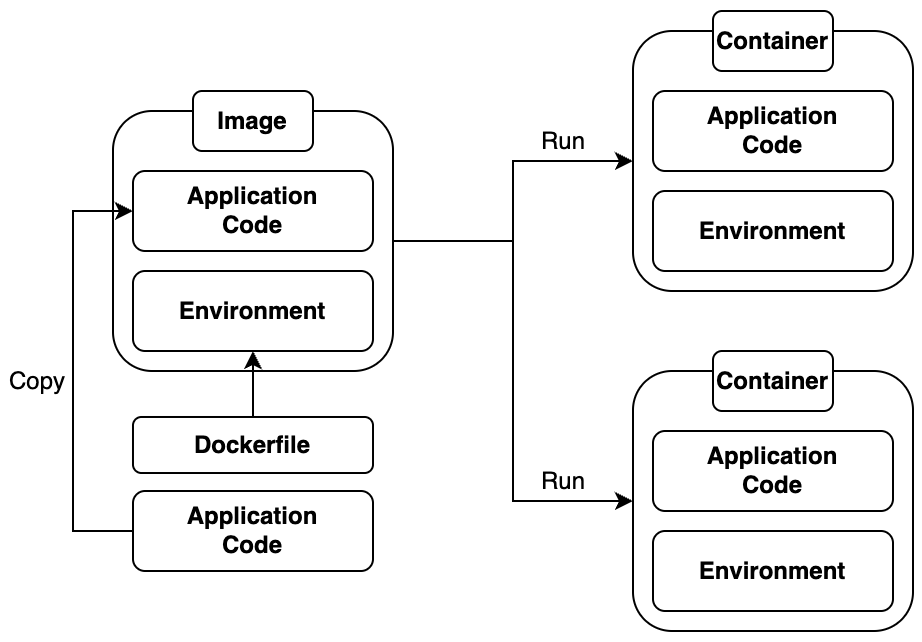 Image
Application
Code
Environment
Copy
Dockerfile
Application
Code
Run
Container
Application
Code
Environment
Run
Container
Application
Code
Environment